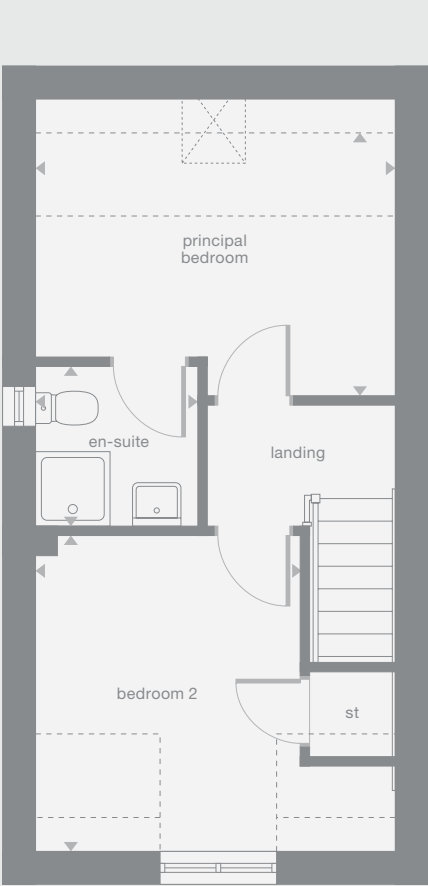 principal
bedroom
en-suite
landing
bedroom 2
st